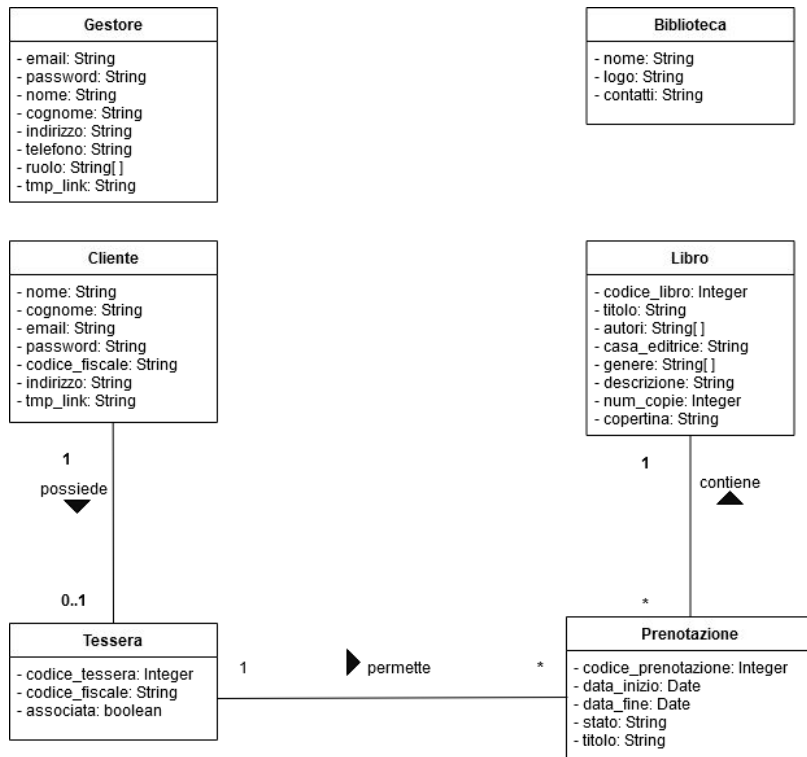 Gestore
- email: String
- password: String
- nome: String
- cognome: String
- indirizzo: String
- telefono: String
- ruolo: String[ ]
- tmp_link: String
Biblioteca
- nome: String
- logo: String
- contatti: String
Cliente
- nome: String
- cognome: String
- email: String
- password: String
- codice_fiscale: String
- indirizzo: String
- tmp_link: String
Libro
- codice_libro: Integer
- titolo: String
- autori: String[ ]
- casa_editrice: String
- genere: String[ ]
- descrizione: String
- num_copie: Integer
- copertina: String
1
possiede
0..1
1
contiene
*
Tessera
- codice_tessera: Integer
- codice_fiscale: String
- associata: boolean
1
permette
*
Prenotazione
- codice_prenotazione: Integer
- data_inizio: Date
- data_fine: Date
- stato: String
- titolo: String